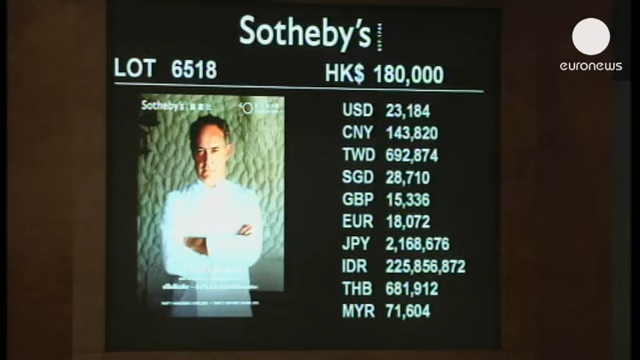 Sotheby's
euronews
LOT 6518 HK$ 180,000
Sotheby's
USD 23,184
CNY 143,820
TWD 692,874
SGD 28,710
GBP 15,336
EUR 18,072
JPY 2,168,676
IDR 225,856,872
THB 681,912
MYR 71,604